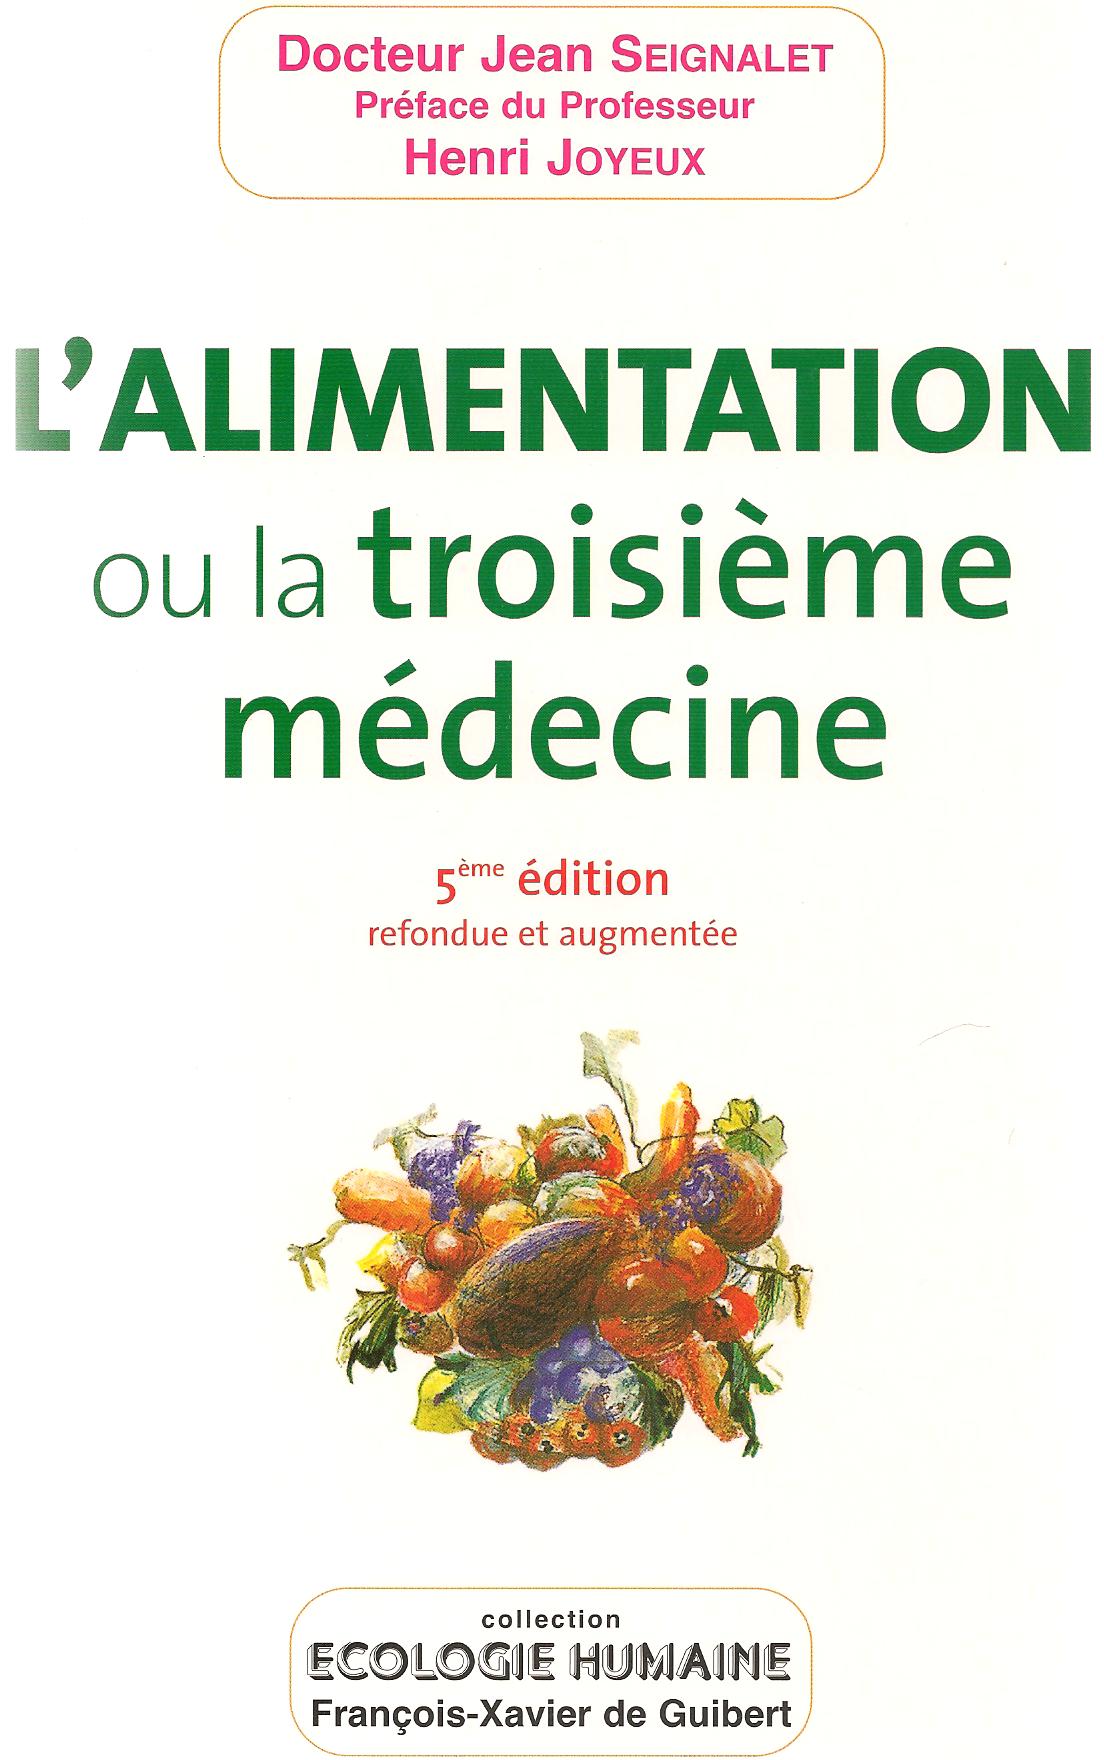 Docteur Jean SEIGNALET
Préface du Professeur
Henri JOYEUX
L'ALIMENTATION
ou la troisième
médecine
5ème édition
refondue et augmentée
collection
ECOLOGIE HUMAINE
François-Xavier de Guibert